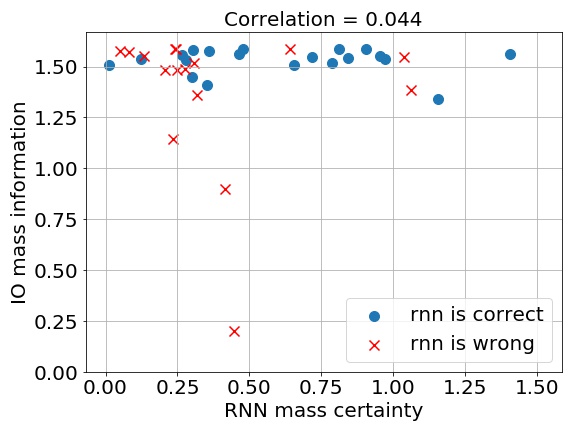 Correlation = 0.044
IO mass information
1.50
1.25
1.00
0.75
0.50
0.25
0.00
rnn is correct
rnn is wrong
0.00 0.25 0.50 0.75 1.00 1.25 1.50
RNN mass certainty